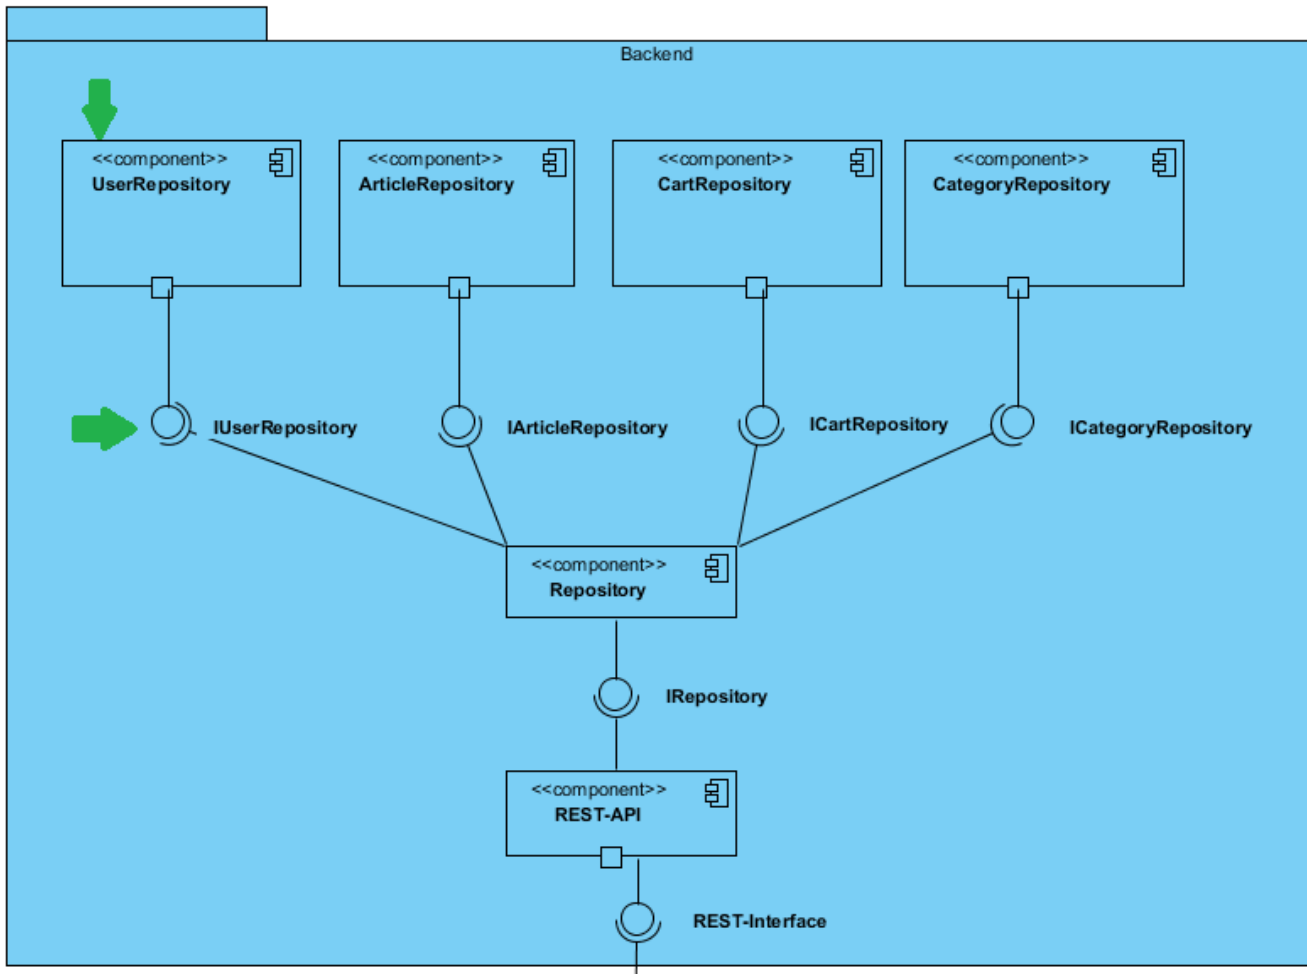 Backend
<<component>>
UserRepository
<<component>>
ArticleRepository
<<component>>
CartRepository
<<component>>
CategoryRepository
IUserRepository
IArticleRepository
ICartRepository
ICategoryRepository
<<component>>
Repository
IRepository
<<component>>
REST-API
REST-Interface